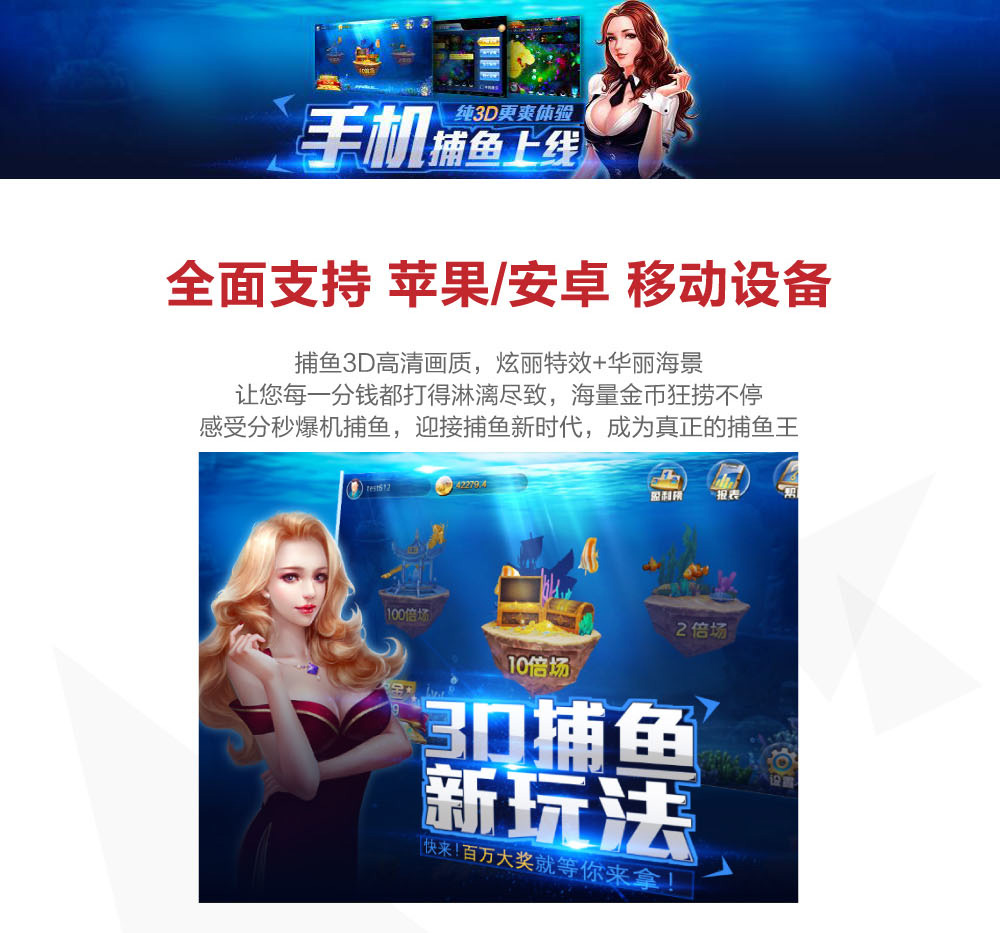 纯3D更爽体验
手机捕鱼上线
全面支持 苹果/安卓 移动设备
捕鱼3D高清画质，炫丽特效+华丽海景
让您每一分钱都打得淋漓尽致，海量金币狂捞不停
感受分秒爆机捕鱼，迎接捕鱼新时代，成为真正的捕鱼王
test512
42279.4
盈利榜
报表
100倍场
10倍场
2倍场
金
9
3D捕鱼
新玩法
设置
快来！百万大奖就等你来拿！